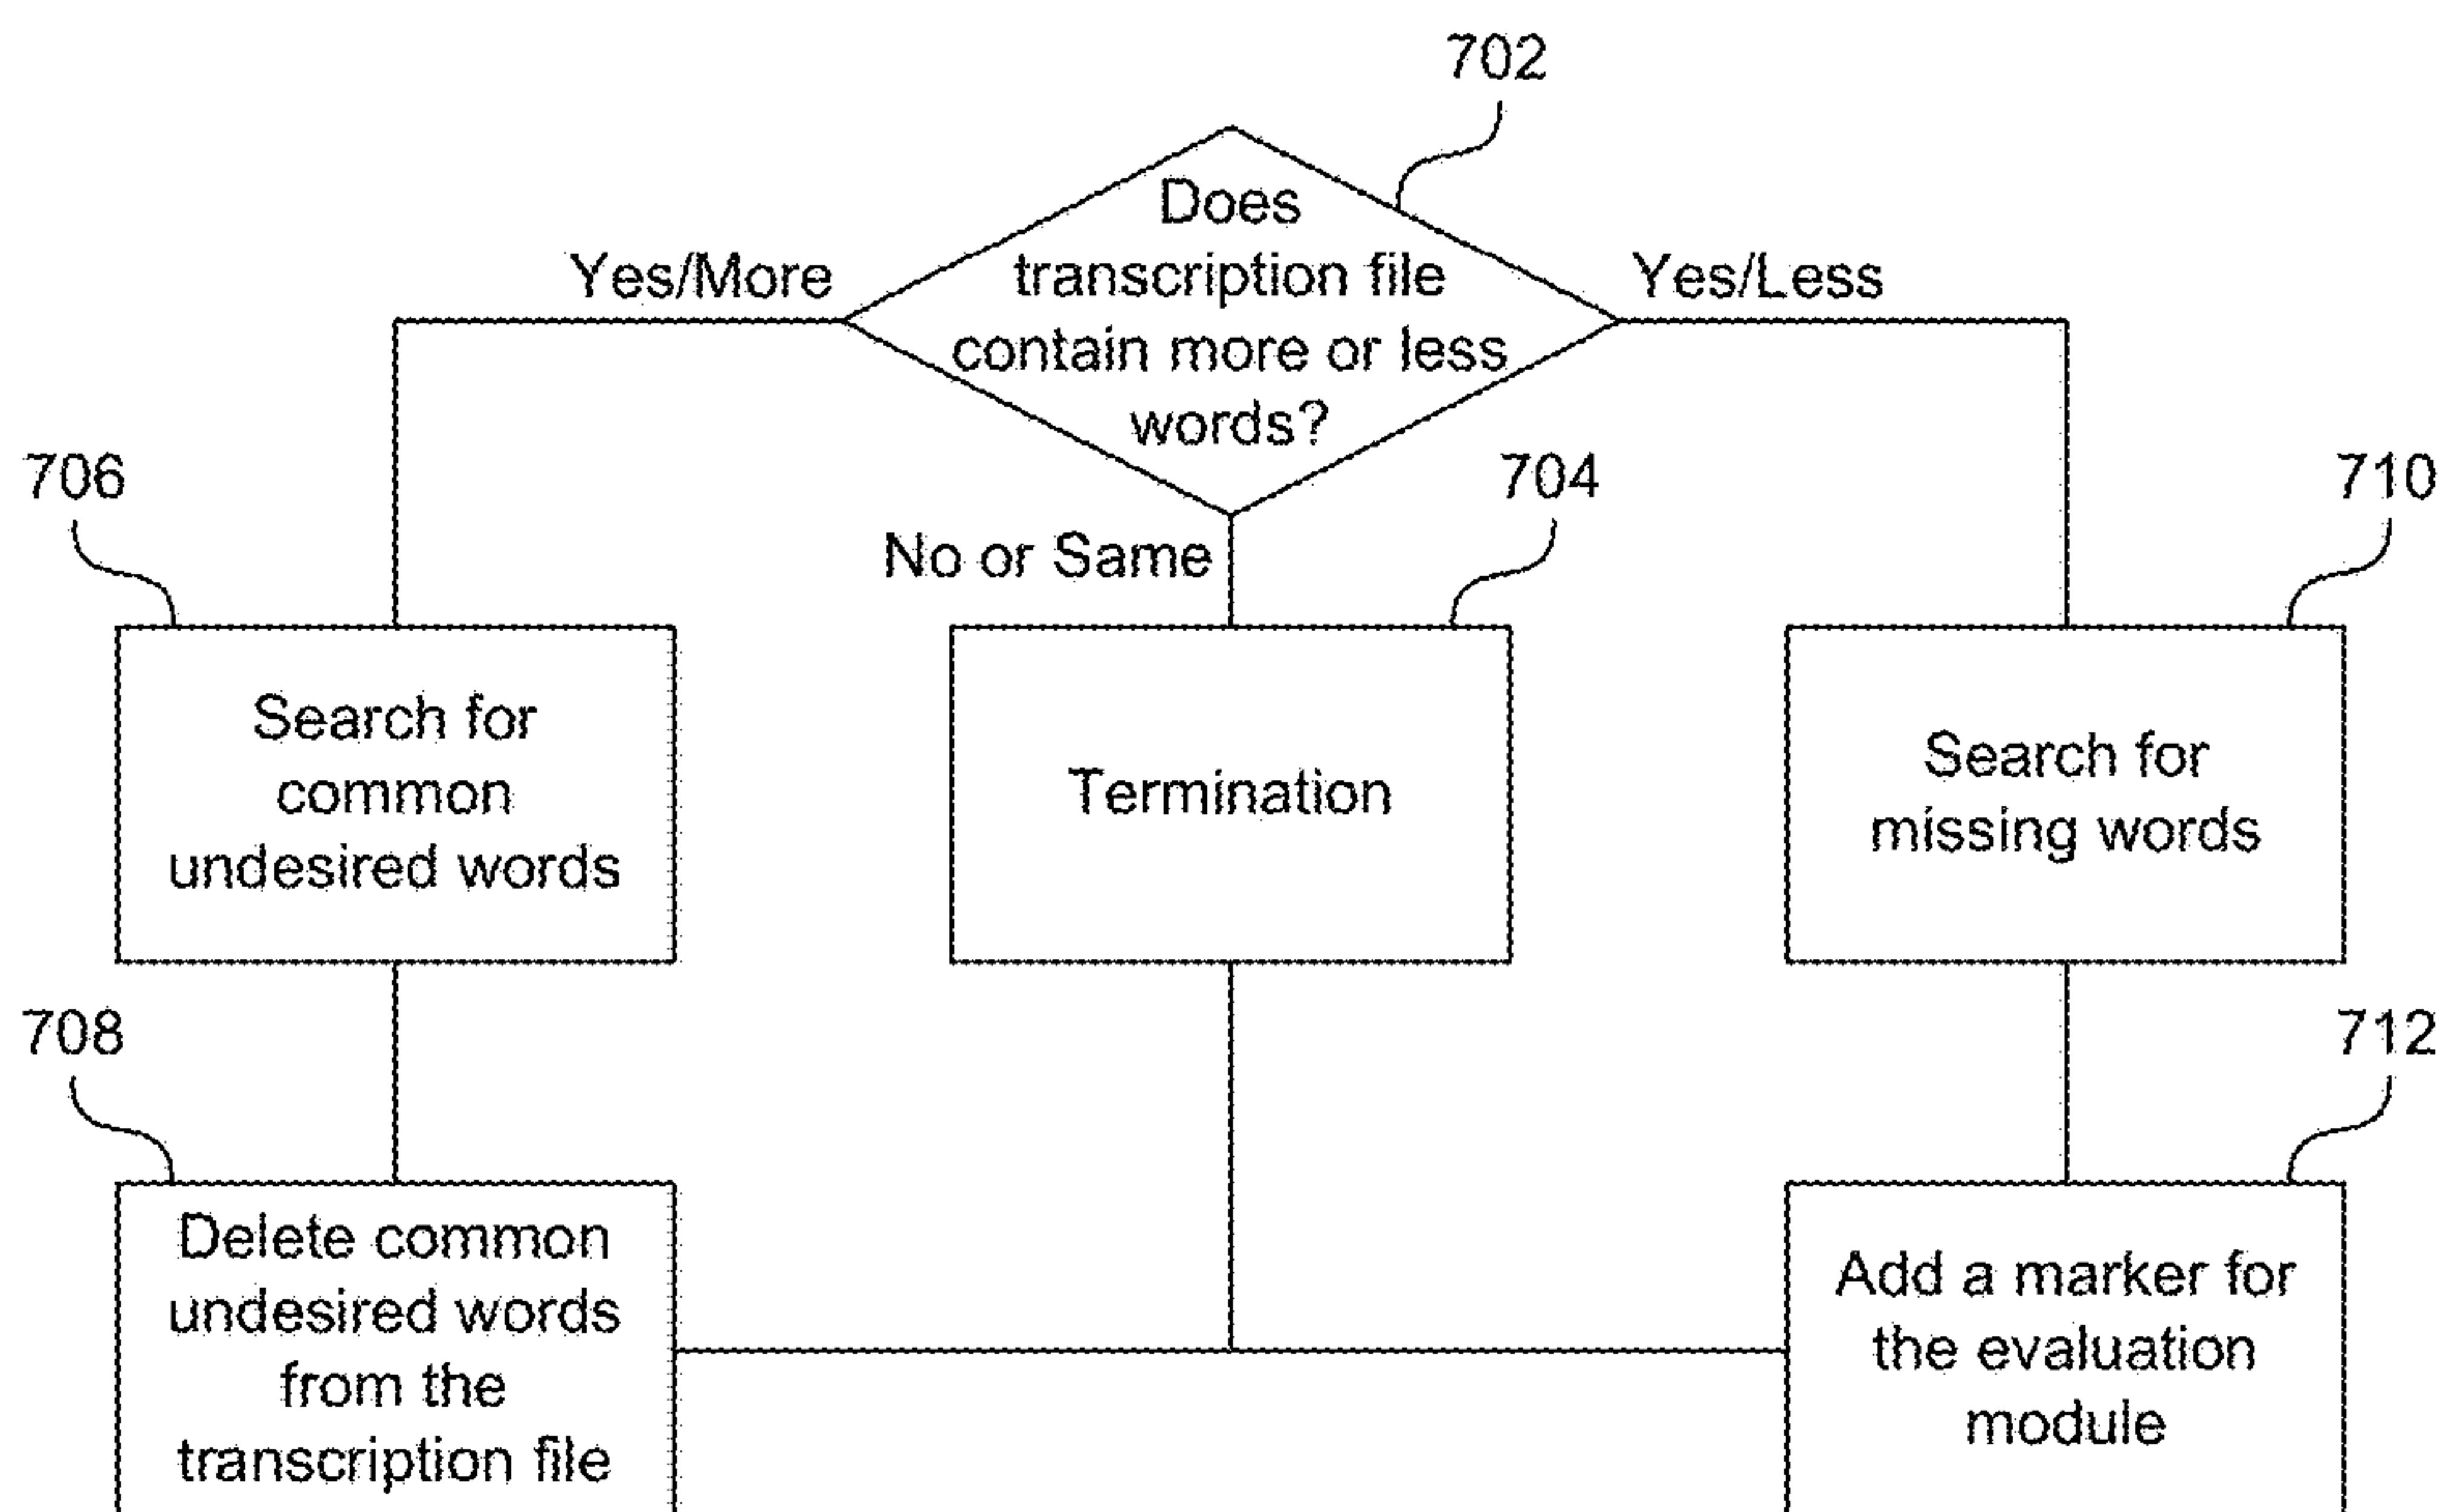 702
Does
transcription file
contain more or less
words?
Yes/More
Yes/Less
No or Same
706
704
710
Search for
common
undesired words
Termination
Search for
missing words
708
712
Delete common
undesired words
from the
transcription file
Add a marker for
the evaluation
module